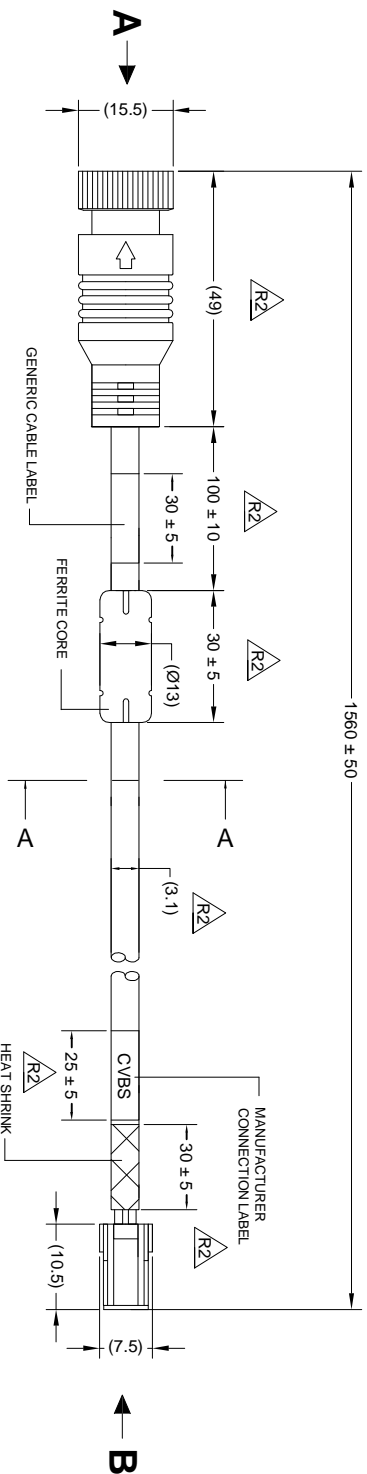 1560 ± 50
R2
R2
R2
R2
R2
R2
(49)
100 ± 10
30 ± 5
30 ± 5
30 ± 5
25 ± 5
(15.5)
(Ø13)
(3.1)
(10.5)
(7.5)
A
B
A
A
GENERIC CABLE LABEL
FERRITE CORE
CVBS
MANUFACTURER
CONNECTION LABEL
HEAT SHRINK